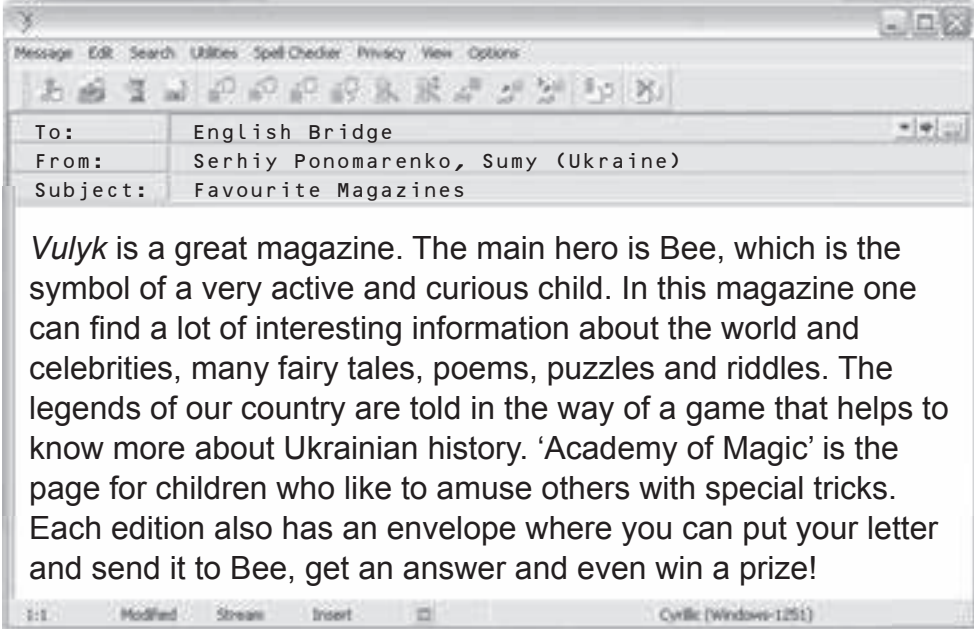 Message Edit Search Utilities Spell Checker Privacy View Options
To: English Bridge
From: Serhiy Ponomarenko, Sumy (Ukraine)
Subject: Favourite Magazines
Vulyk is a great magazine. The main hero is Bee, which is the
symbol of a very active and curious child. In this magazine one
can find a lot of interesting information about the world and
celebrities, many fairy tales, poems, puzzles and riddles. The
legends of our country are told in the way of a game that helps to
know more about Ukrainian history. ‘Academy of Magic’ is the
page for children who like to amuse others with special tricks.
Each edition also has an envelope where you can put your letter
and send it to Bee, get an answer and even win a prize!
1:1 Modified Stream Insert Cyrillic (Windows-1251)